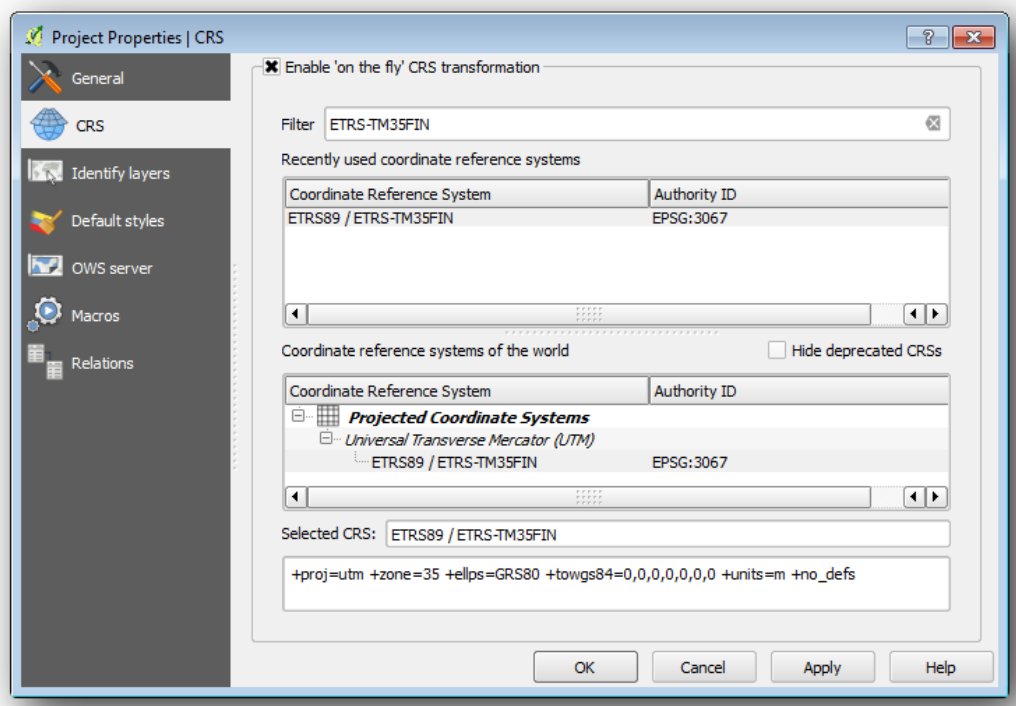 Project Properties | CRS
General
CRS
Identify layers
Default styles
OWS server
Macros
Relations
Enable 'on the fly' CRS transformation
Filter ETRS-TM35FIN
Recently used coordinate reference systems
Coordinate Reference System Authority ID
ETRS89 / ETRS-TM35FIN EPSG:3067
Coordinate reference systems of the world Hide deprecated CRSs
Coordinate Reference System Authority ID
Projected Coordinate Systems
Universal Transverse Mercator (UTM)
ETRS89 / ETRS-TM35FIN EPSG:3067
Selected CRS: ETRS89 / ETRS-TM35FIN
+proj=utm +zone=35 +ellps=GRS80 +towgs84=0,0,0,0,0,0,0 +units=m +no_defs
OK Cancel Apply Help